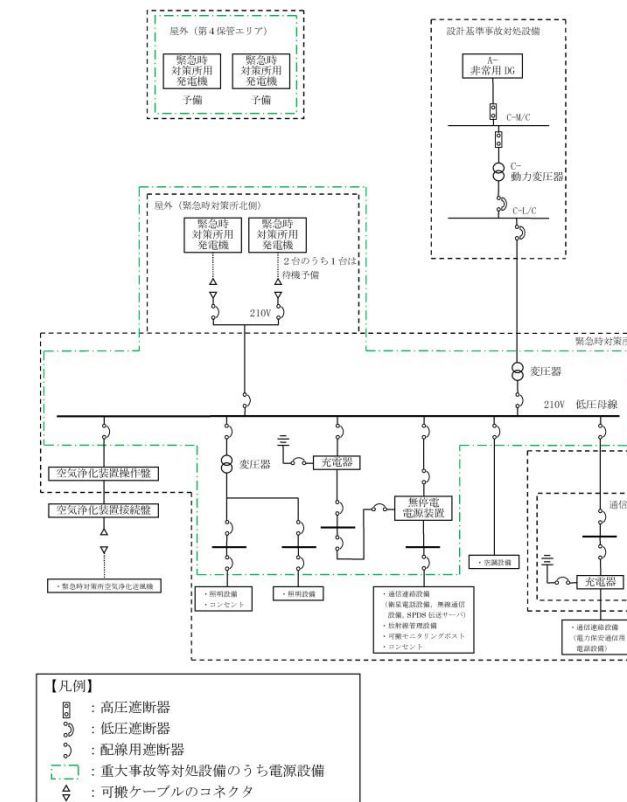 屋外（第４保管エリア）
緊急時
対策所用
発電機
緊急時
対策所用
発電機
予備
予備
設計基準事故対処設備
A-
非常用 DG
C-M/C
C-
動力変圧器
C-L/C
屋外（緊急時対策所北側）
緊急時
対策所用
発電機
緊急時
対策所用
発電機
２台のうち１台は
待機予備
210V
緊急時対策所
変圧器
210V 低圧母線
空気浄化装置操作盤
空気浄化装置接続盤
・緊急時対策所空気浄化送風機
変圧器
充電器
無停電
電源装置
・照明設備
・コンセント
・照明設備
・通信連絡設備
（衛星電話設備、無線通信
設備、SPDS 伝送サーバ）
・放射線管理設備
・可搬モニタリングポスト
・コンセント
・空調設備
通信
充電器
・通信連絡設備
（電力保安通信用
電話設備）
【凡例】
：高圧遮断器
：低圧遮断器
：配線用遮断器
：重大事故等対処設備のうち電源設備
：可搬ケーブルのコネクタ